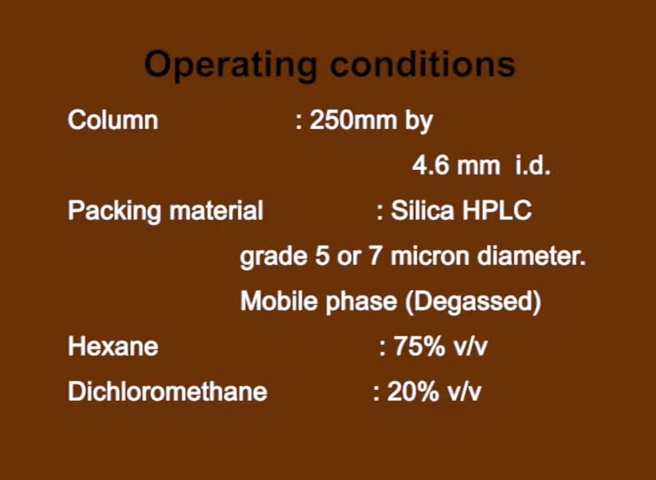 Operating conditions
Column : 250mm by
4.6 mm i.d.
Packing material : Silica HPLC
grade 5 or 7 micron diameter.
Mobile phase (Degassed)
Hexane : 75% v/v
Dichloromethane : 20% v/v